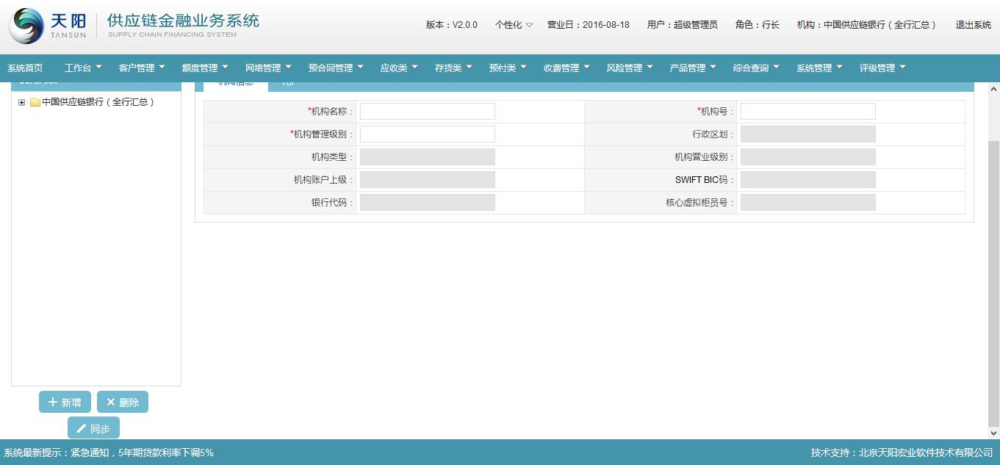 天阳 供应链金融业务系统
TANSUN SUPPLY CHAIN FINANCING SYSTEM
版本：V2.0.0 个性化 营业日：2016-08-18 用户：超级管理员 角色：行长 机构：中国供应链银行（全行汇总） 退出系统
系统首页 工作台 客户管理 额度管理 网络管理 预合同管理 应收类 存货类 预付类 收费管理 风险管理 产品管理 综合查询 系统管理 评级管理
机构信息 用户
中国供应链银行（全行汇总）
*机构名称： *机构号：
*机构管理级别： 行政区划：
机构类型： 机构营业级别：
机构账户上级： SWIFT BIC码：
银行代码： 核心虚拟柜员号：
新增 删除
同步
系统最新提示：紧急通知，5年期贷款利率下调5% 技术支持：北京天阳宏业软件技术有限公司